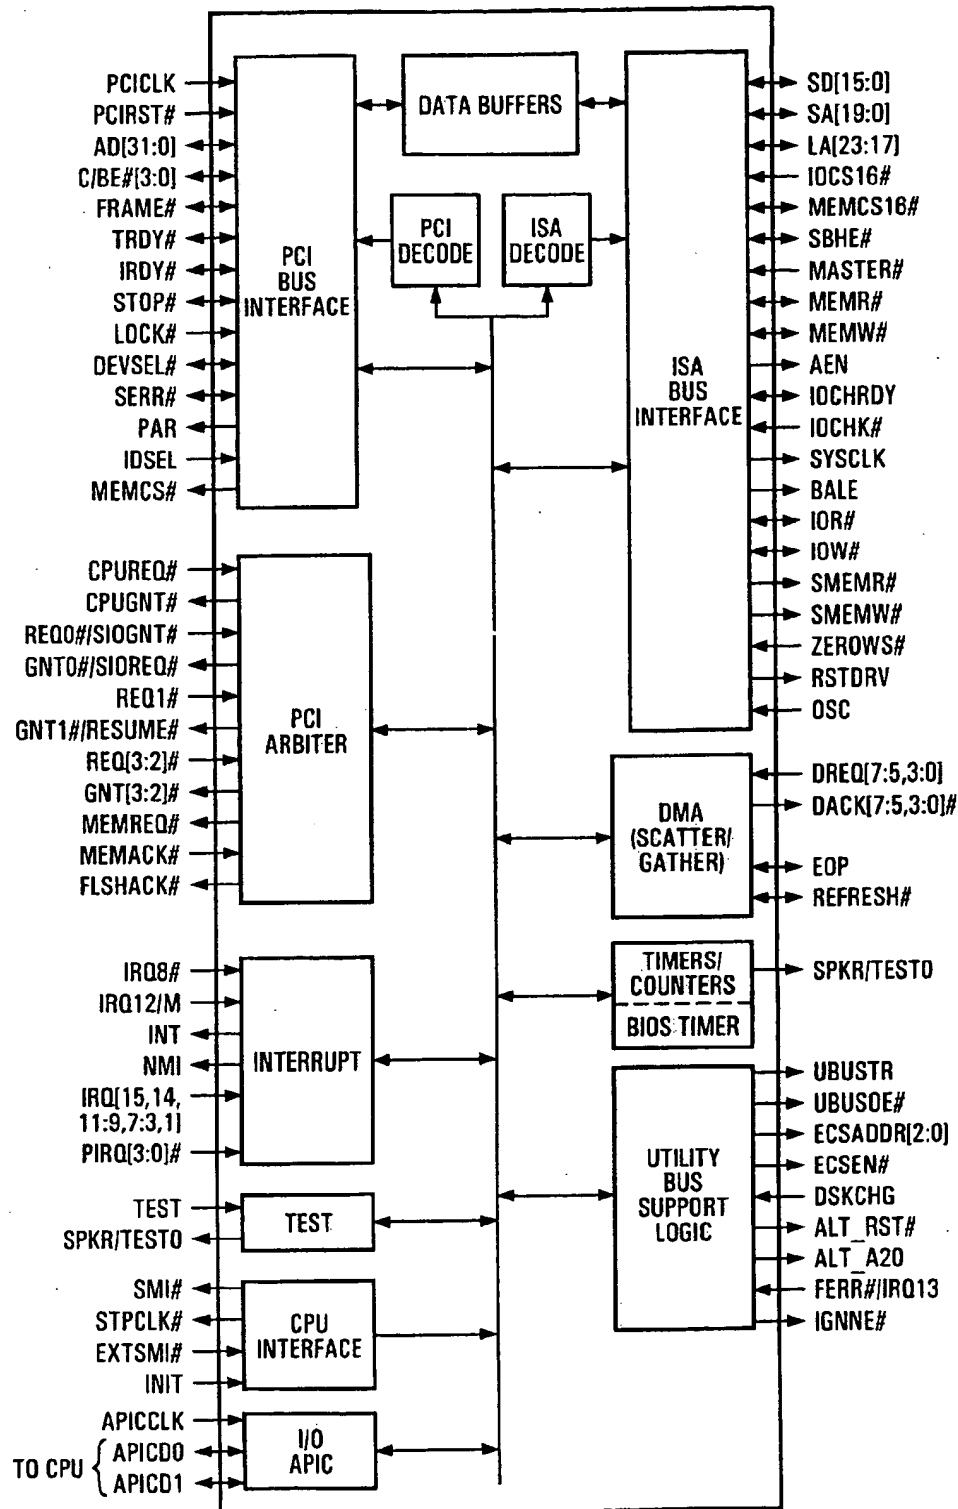 PCICLK
PCIRST#
AD[31:0]
C/BE#[3:0]
FRAME#
TRDY#
IRDY#
STOP#
LOCK#
DEVSEL#
SERR#
PAR
IDSEL
MEMCS#
PCI
BUS
INTERFACE
DATA BUFFERS
PCI
DECODE
ISA
DECODE
ISA
BUS
INTERFACE
SD[15:0]
SA[19:0]
LA[23:17]
IOCS16#
MEMCS16#
SBHE#
MASTER#
MEMR#
MEMW#
AEN
IOCHRDY
IOCHK#
SYSCLK
BALE
IOR#
IOW#
SMEMR#
SMEMW#
ZEROWS#
RSTDRV
OSC
CPUREQ#
CPUGNT#
REQ0#/SIOGNT#
GNT0#/SIOREQ#
REQ1#
GNT1#/RESUME#
REQ[3:2]#
GNT[3:2]#
MEMREQ#
MEMACK#
FLSHACK#
PCI
ARBITER
DMA
(SCATTER/
GATHER)
DREQ[7:5,3:0]
DACK[7:5,3:0]#
EOP
REFRESH#
IRQ8#
IRQ12/M
INT
NMI
IRQ[15,14,
11:9,7:3,1]
PIRQ[3:0]#
INTERRUPT
TIMERS/
COUNTERS
BIOS TIMER
SPKR/TESTO
TEST
SPKR/TESTO
TEST
UTILITY
BUS
SUPPORT
LOGIC
UBUSTR
UBUSOE#
ECSADDR[2:0]
ECSEN#
DSKCHG
ALT_RST#
ALT_A20
FERR#/IRQ13
IGNNE#
SMI#
STPCLK#
EXTSMI#
INIT
CPU
INTERFACE
APICCLK
TO CPU
APICD0
APICD1
I/O
APIC